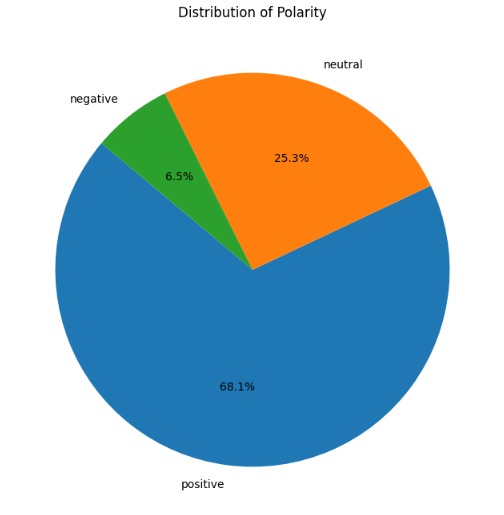 Distribution of Polarity
neutral
negative
25.3%
6.5%
68.1%
positive